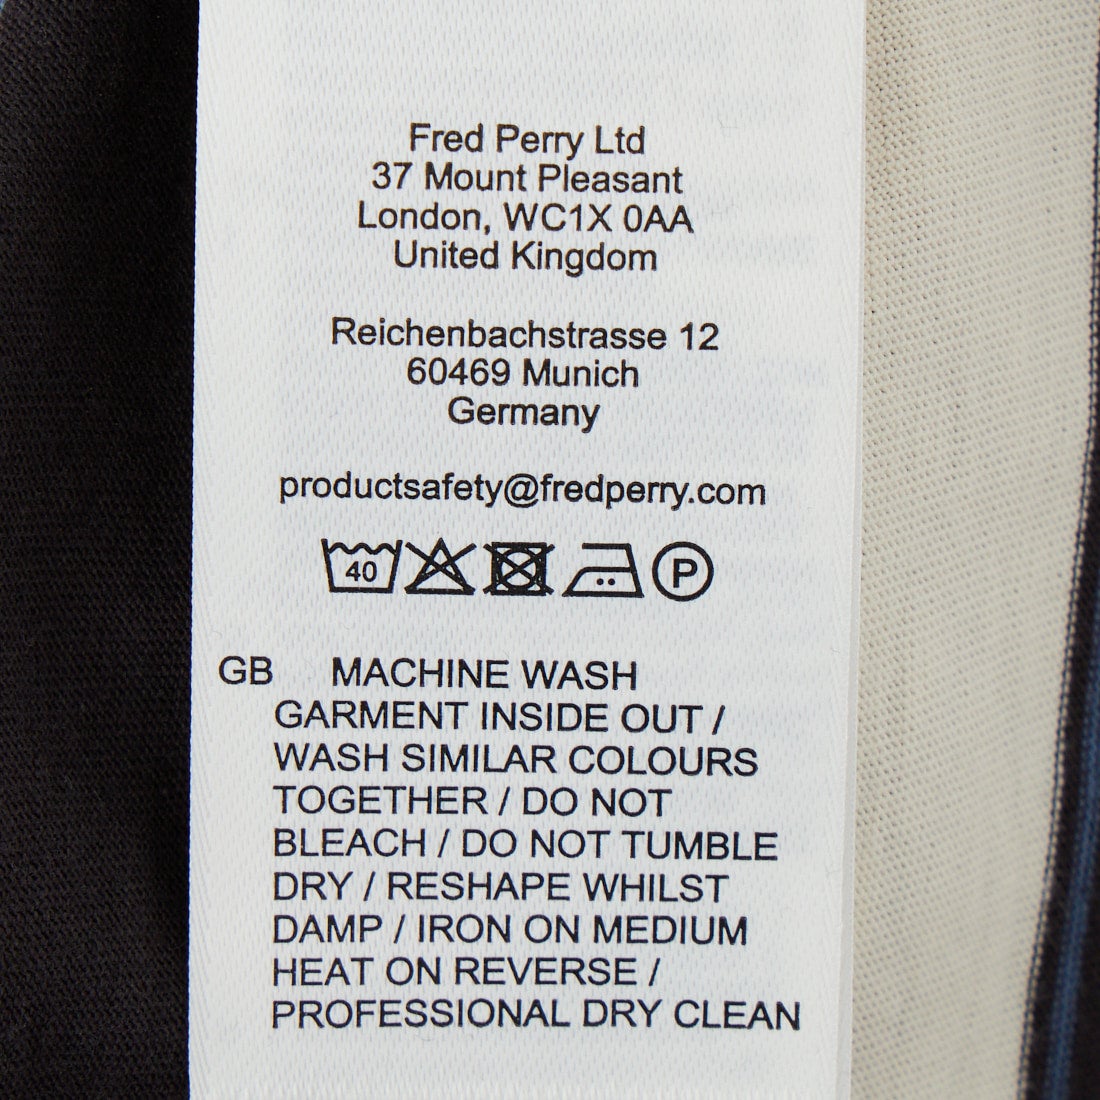 Fred Perry Ltd
37 Mount Pleasant
London, WC1X 0AA
United Kingdom
Reichenbachstrasse 12
60469 Munich
Germany
productsafety@fredperry.com
40 P
GB MACHINE WASH
GARMENT INSIDE OUT /
WASH SIMILAR COLOURS
TOGETHER / DO NOT
BLEACH / DO NOT TUMBLE
DRY / RESHAPE WHILST
DAMP / IRON ON MEDIUM
HEAT ON REVERSE /
PROFESSIONAL DRY CLEAN